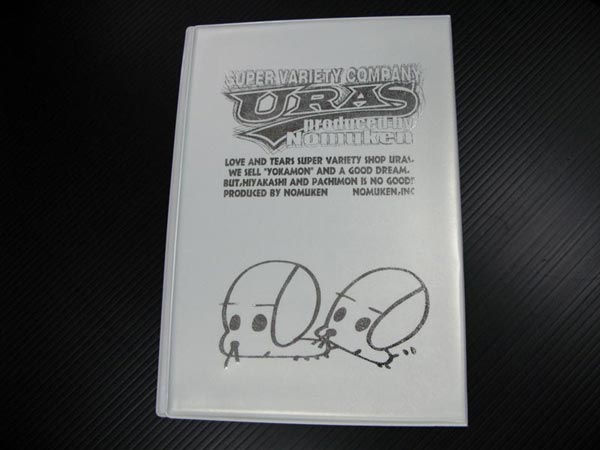 SUPER VARIETY COMPANY
URAS
produced by
Nomuken
LOVE AND TEARS SUPER VARIETY SHOP URAS.
WE SELL "YOKAMON" AND A GOOD DREAM.
BUT,HIYAKASHI AND PACHIMON IS NO GOOD!
PRODUCED BY NOMUKEN NOMUKEN,INC